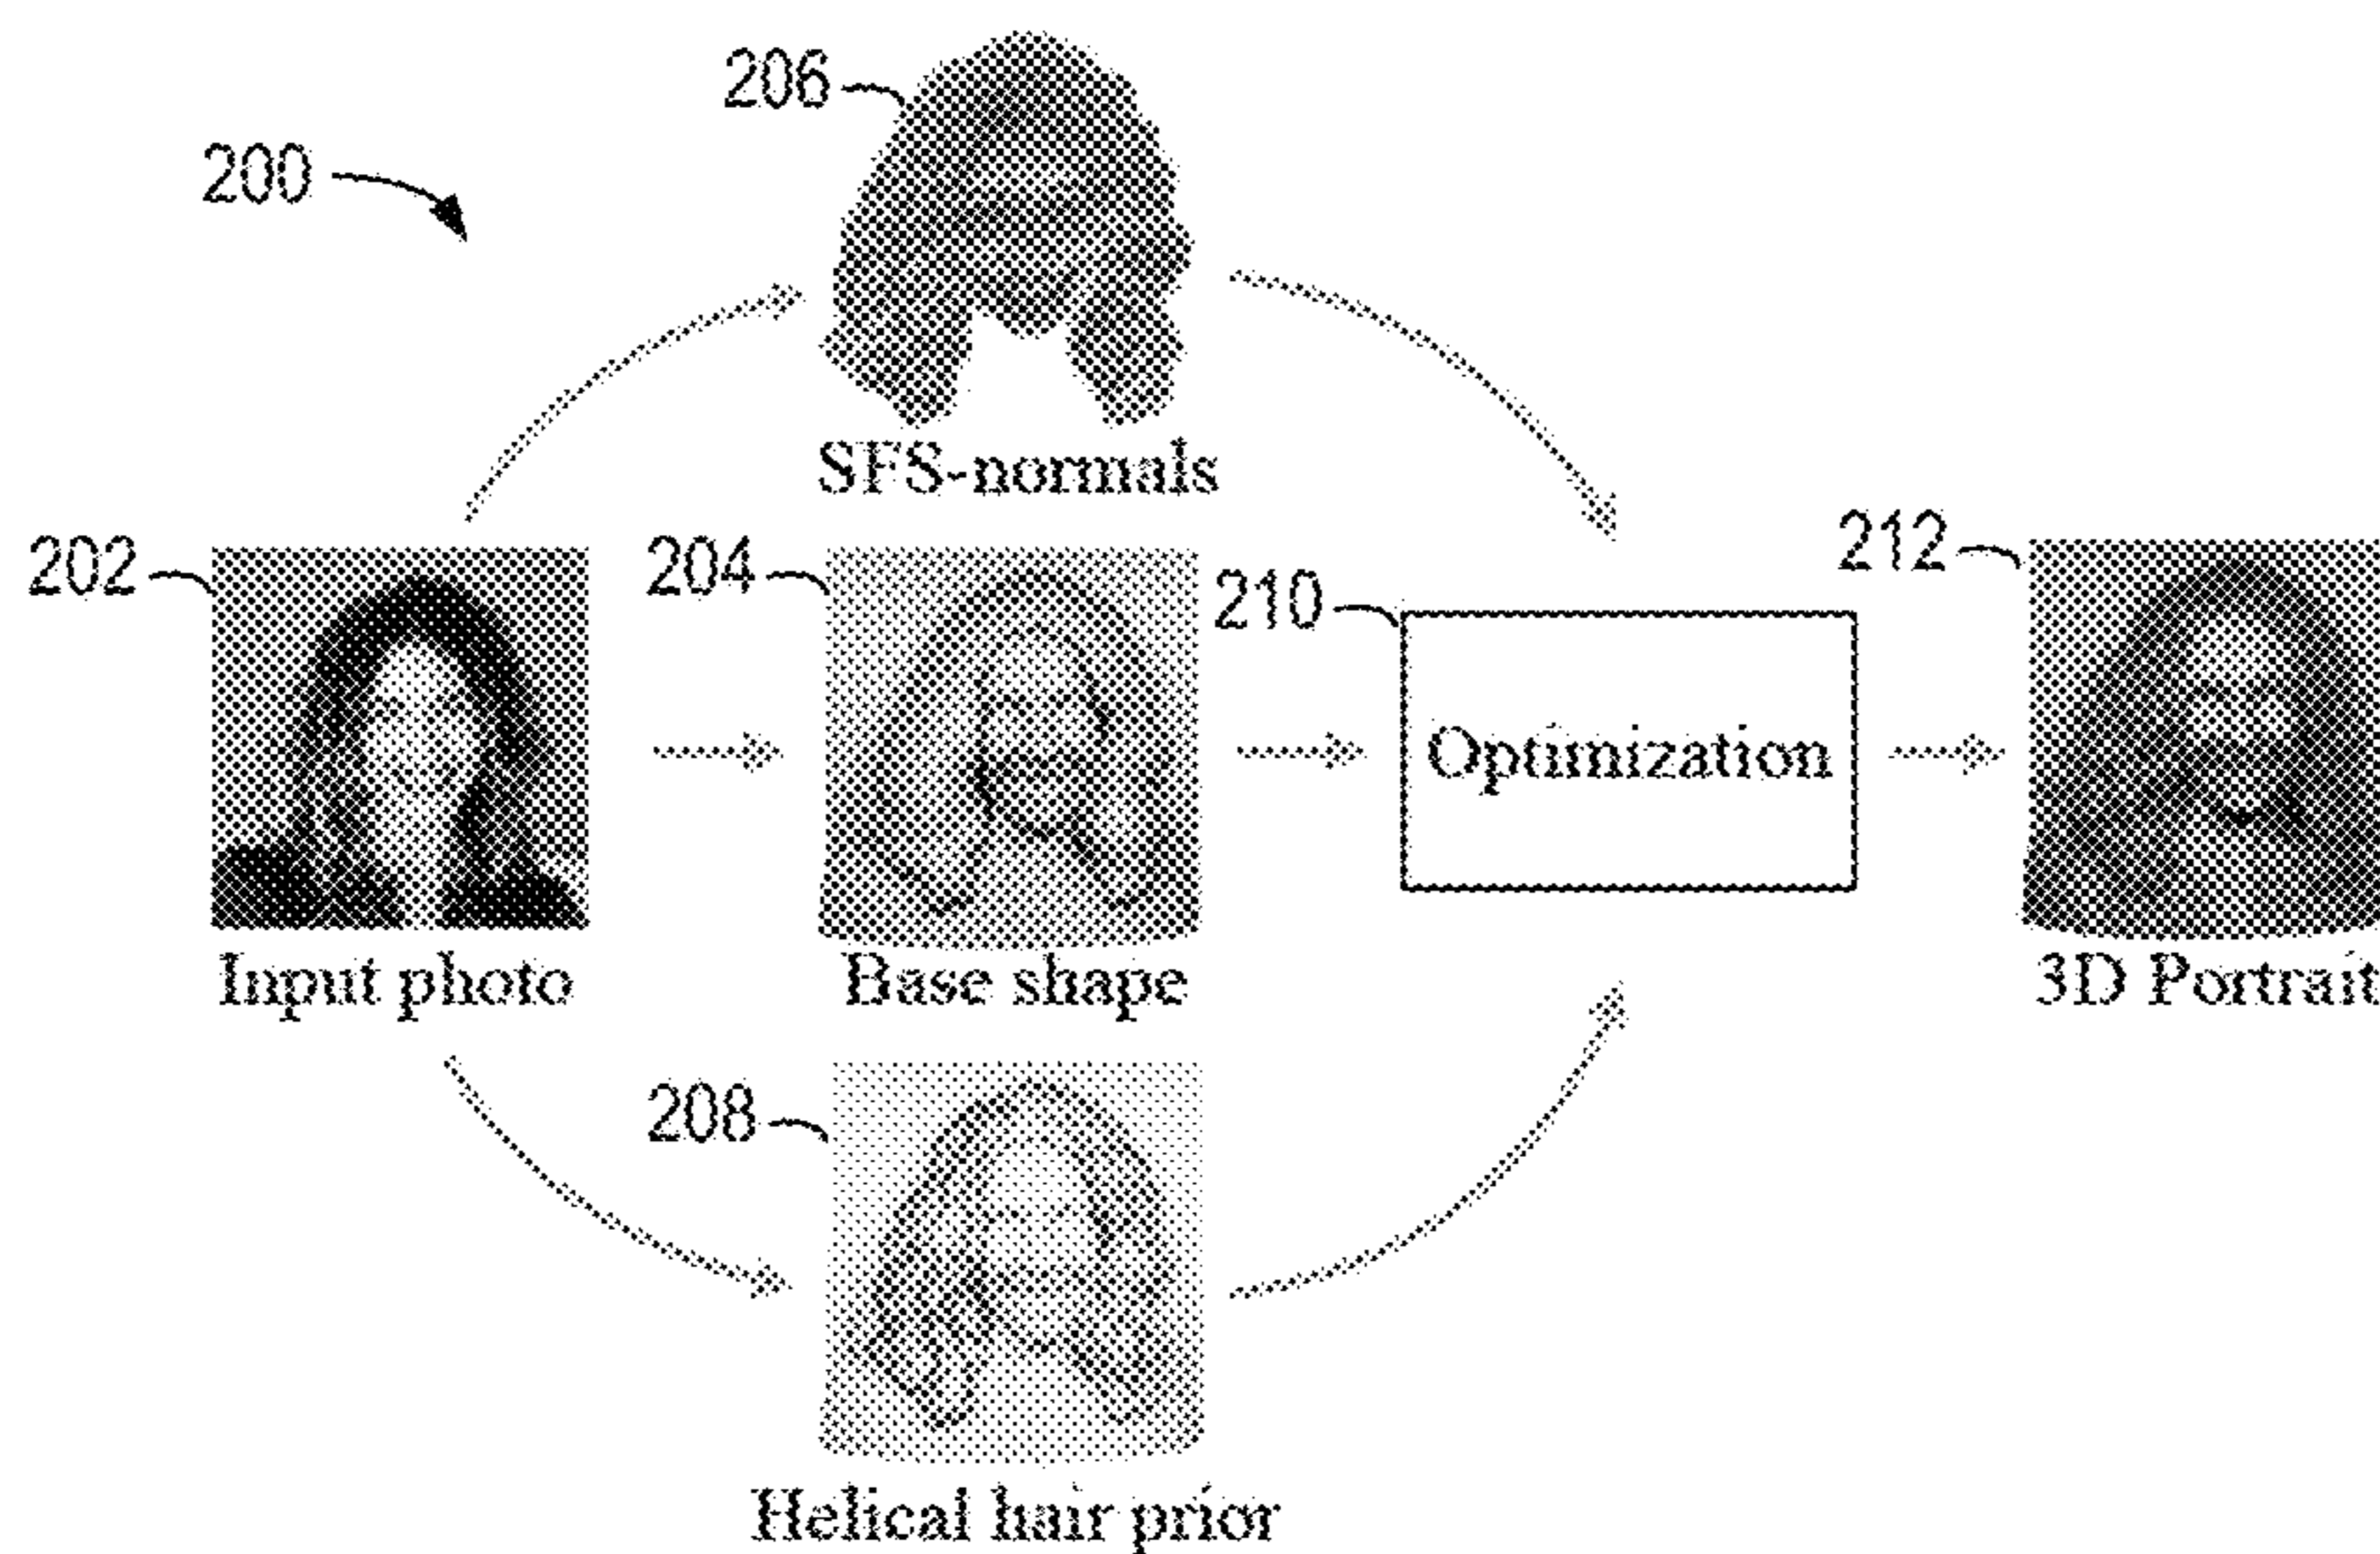 206
200
SFS-normals
202
204
210
212
Optimization
Input photo
Base shape
3D Portrait
208
Helical hair prior